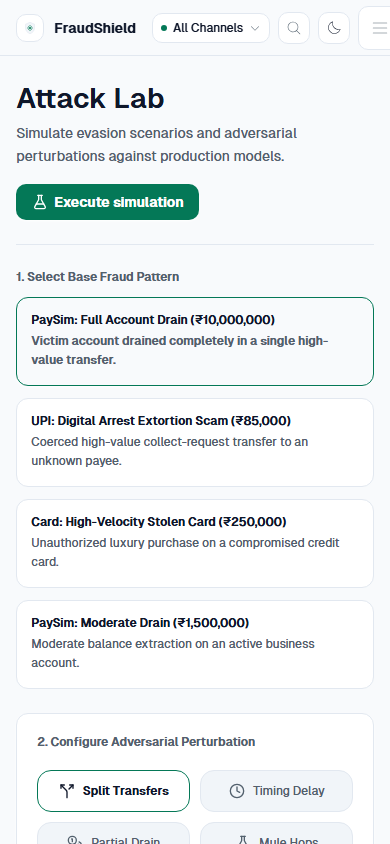 FraudShield
All Channels
Attack Lab
Simulate evasion scenarios and adversarial
perturbations against production models.
Execute simulation
1. Select Base Fraud Pattern
PaySim: Full Account Drain (₹10,000,000)
Victim account drained completely in a single high-
value transfer.
UPI: Digital Arrest Extortion Scam (₹85,000)
Coerced high-value collect-request transfer to an
unknown payee.
Card: High-Velocity Stolen Card (₹250,000)
Unauthorized luxury purchase on a compromised credit
card.
PaySim: Moderate Drain (₹1,500,000)
Moderate balance extraction on an active business
account.
2. Configure Adversarial Perturbation
Split Transfers
Timing Delay
Partial Drain
Mule Hops